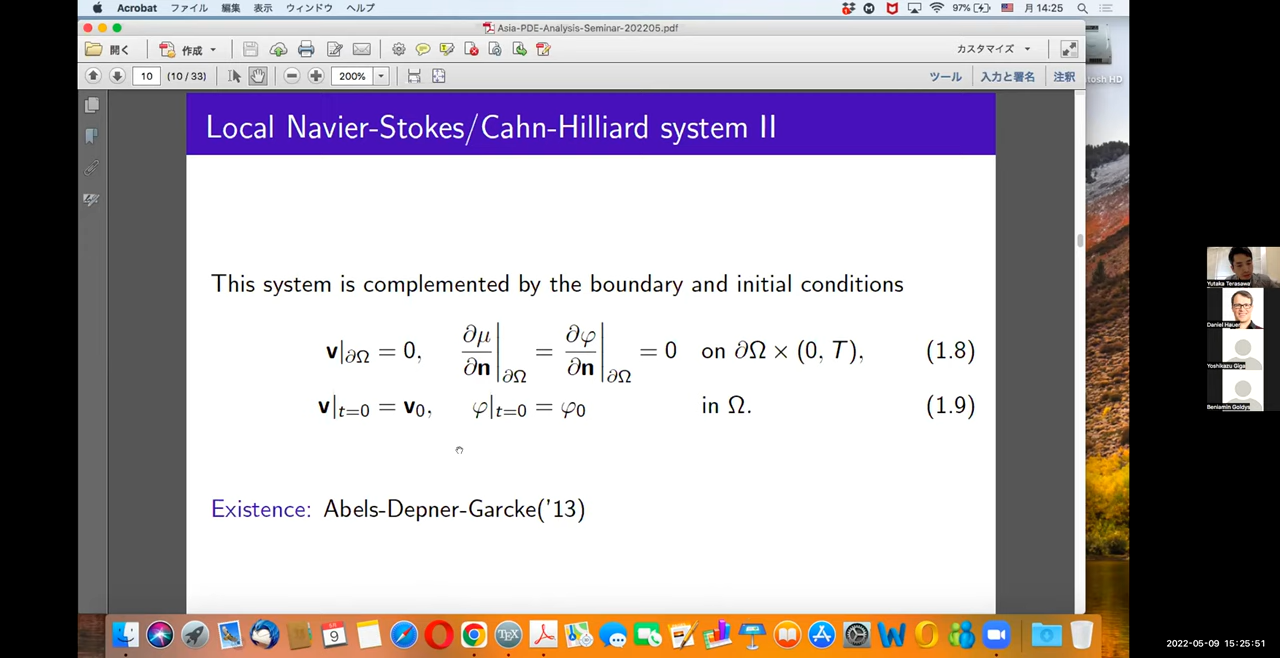 Acrobat ファイル 編集 表示 ウィンドウ ヘルプ 97% 月 14:25
Asia-PDE-Analysis-Seminar-202205.pdf
開く 作成 カスタマイズ
10 (10 / 33) 200% ツール 入力と署名 注釈
Local Navier-Stokes/Cahn-Hilliard system II
This system is complemented by the boundary and initial conditions
v|∂Ω = 0, ∂μ/∂n|∂Ω = ∂φ/∂n|∂Ω = 0 on ∂Ω × (0, T), (1.8)
v|t=0 = v0, φ|t=0 = φ0 in Ω. (1.9)
Existence: Abels-Depner-Garcke('13)
Yutaka Terasawa
Daniel Hauer
Yoshikazu Giga
Beniamin Goldys
9
TEX
2022-05-09 15:25:51